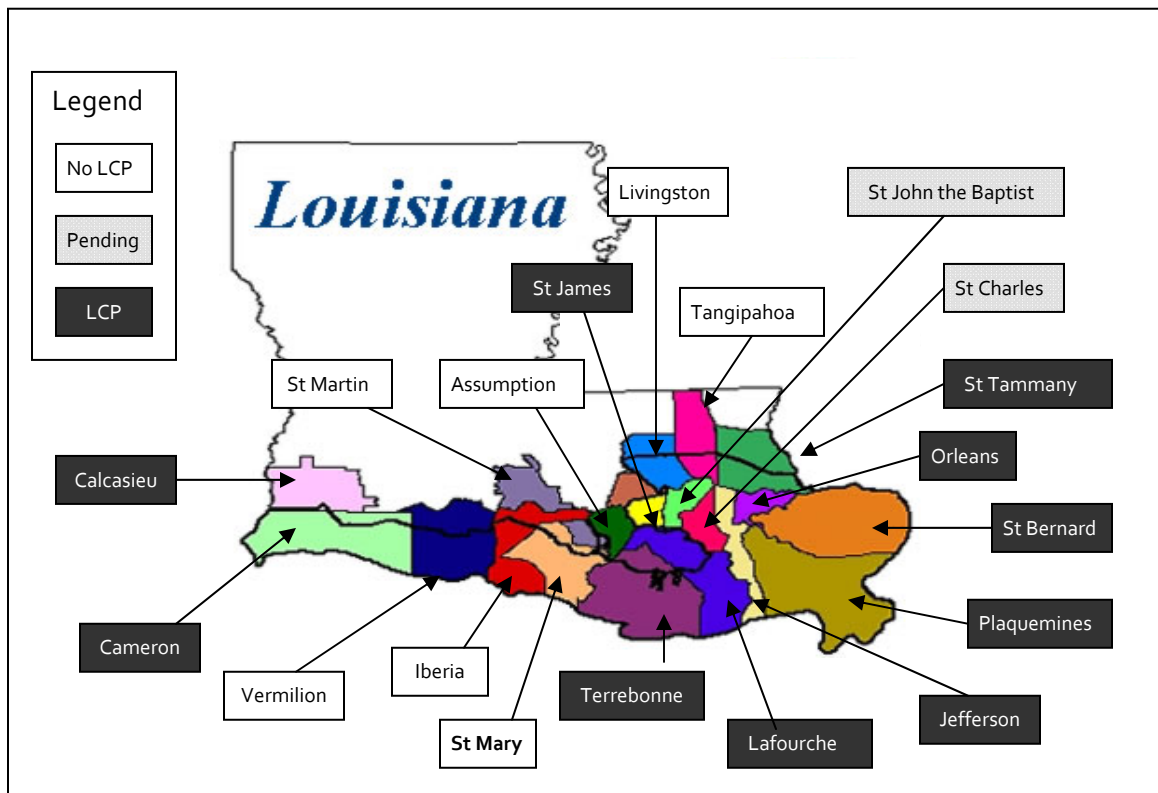 Legend
No LCP
Pending
LCP
Louisiana
Livingston
St John the Baptist
St James
St Charles
Tangipahoa
St Martin
Assumption
St Tammany
Calcasieu
Orleans
St Bernard
Cameron
Vermilion
Iberia
St Mary
Terrebonne
Lafourche
Plaquemines
Jefferson